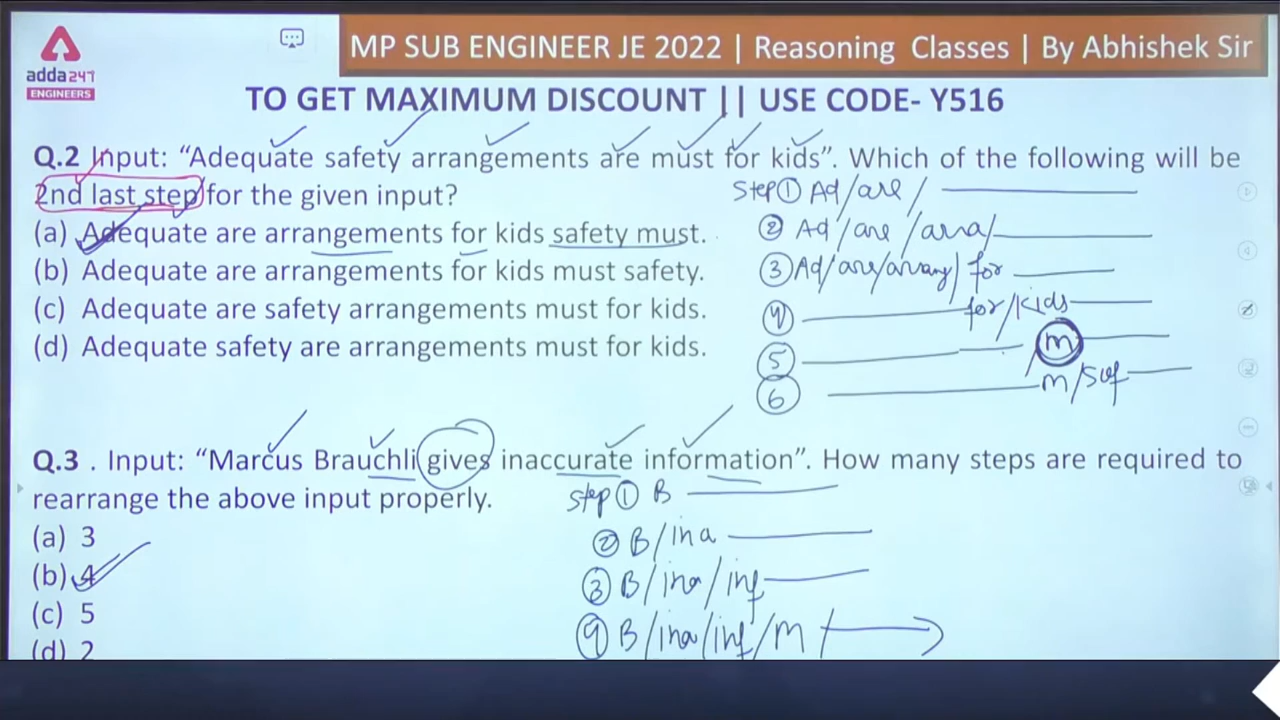 adda247
ENGINEERS
MP SUB ENGINEER JE 2022 | Reasoning Classes | By Abhishek Sir
TO GET MAXIMUM DISCOUNT || USE CODE- Y516
Q.2 Input: “Adequate safety arrangements are must for kids”. Which of the following will be
2nd last step for the given input?
(a) Adequate are arrangements for kids safety must.
(b) Adequate are arrangements for kids must safety.
(c) Adequate are safety arrangements must for kids.
(d) Adequate safety are arrangements must for kids.
Step ① Ad/are/
② Ad/are/arra/
③ Ad/are/arrang/ for
④ for/kids
⑤ /m
⑥ m/saf
Q.3 . Input: “Marcus Brauchli gives inaccurate information”. How many steps are required to
rearrange the above input properly.
(a) 3
(b) 4
(c) 5
(d) 2
Step ① B
② B/ina
③ B/ina/inf
④ B/ina/inf/M/